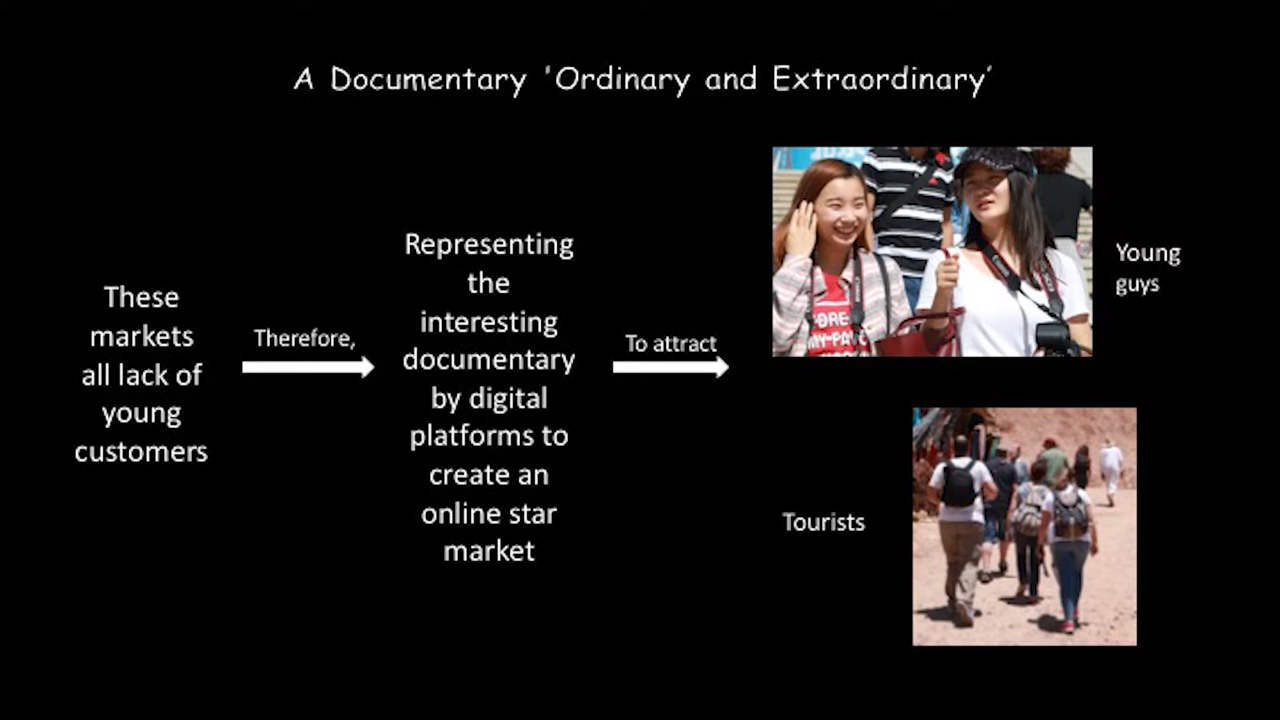 A Documentary 'Ordinary and Extraordinary'
These
markets
all lack of
young
customers
Therefore,
Representing
the
interesting
documentary
by digital
platforms to
create an
online star
market
To attract
Young
guys
Tourists